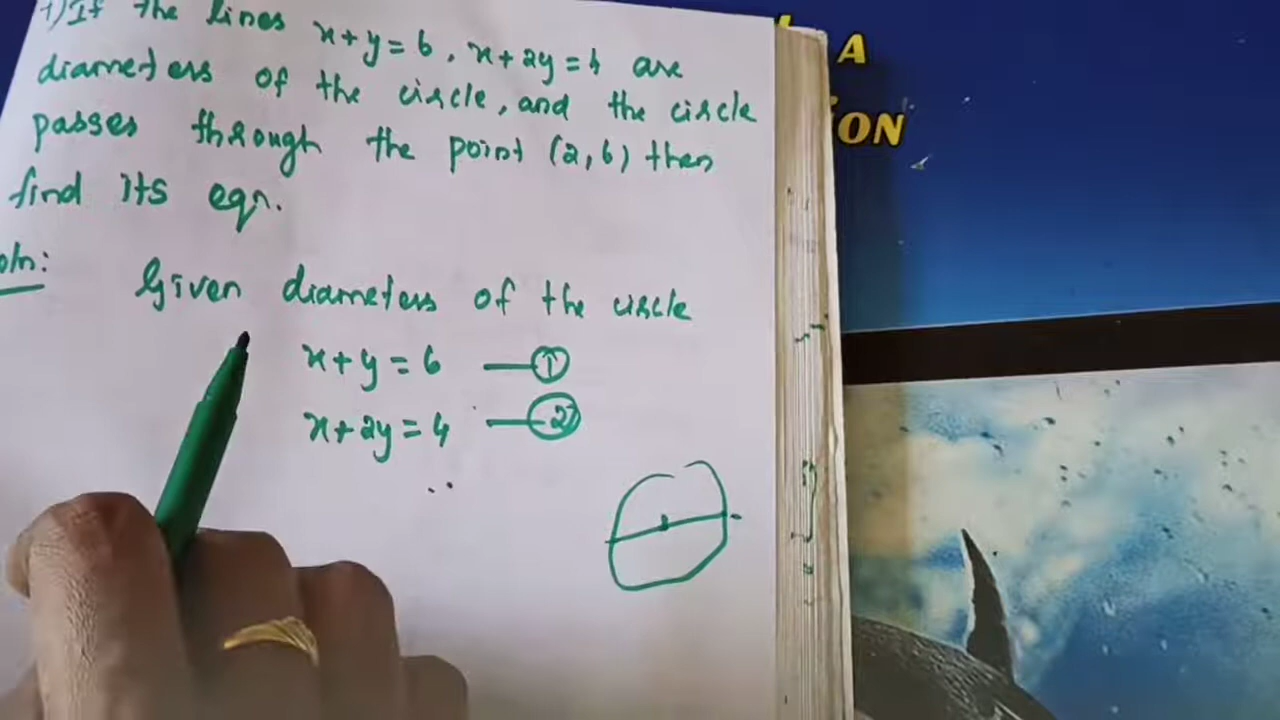 1) If the lines x+y=6, x+2y=4 are
diameters of the circle, and the circle
passes through the point (2,6) then
find its eqn.
oln:
Given diameters of the circle
x+y=6 — ①
x+2y=4 — ②
A
ON